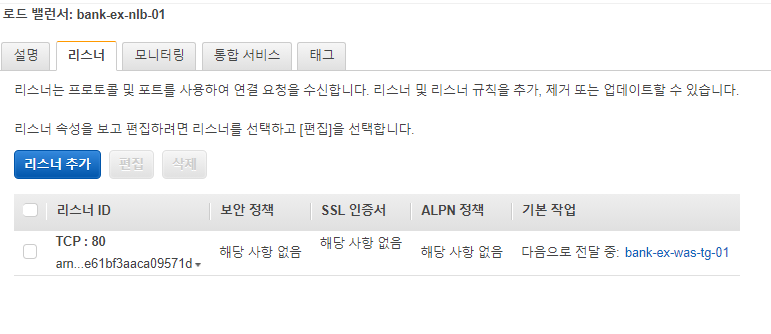 로드 밸런서: bank-ex-nlb-01
설명 리스너 모니터링 통합 서비스 태그
리스너는 프로토콜 및 포트를 사용하여 연결 요청을 수신합니다. 리스너 및 리스너 규칙을 추가, 제거 또는 업데이트할 수 있습니다.
리스너 속성을 보고 편집하려면 리스너를 선택하고 [편집]을 선택합니다.
리스너 추가 편집 삭제
리스너 ID 보안 정책 SSL 인증서 ALPN 정책 기본 작업
TCP : 80 해당 사항 없음 해당 사항 없음 해당 사항 없음 다음으로 전달 중: bank-ex-was-tg-01
arn...e61bf3aaca09571d